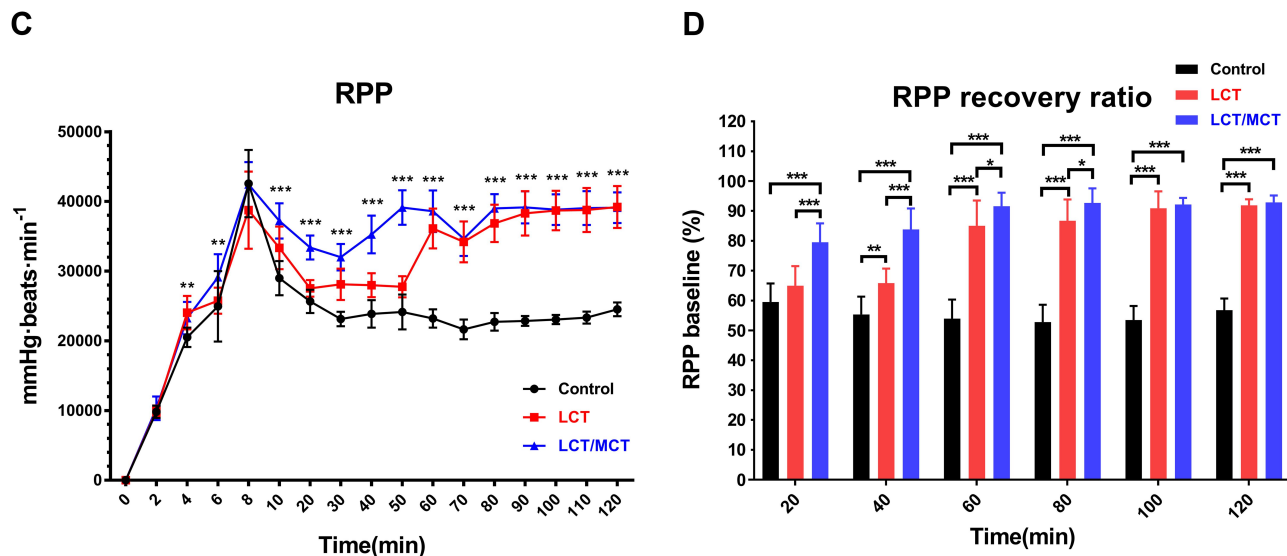 C
RPP
mmHg·beats·min⁻¹
50000
40000
30000
20000
10000
0
** ** *** *** *** *** *** *** *** *** *** *** *** ***
Control
LCT
LCT/MCT
0 2 4 6 8 10 20 30 40 50 60 70 80 90 100 110 120
Time(min)
D
Control
LCT
LCT/MCT
RPP recovery ratio
RPP baseline (%)
120
110
100
90
80
70
60
50
40
30
20
10
0
*** ***
*** *** **
*** *** *
*** *** *
*** ***
*** ***
20 40 60 80 100 120
Time(min)